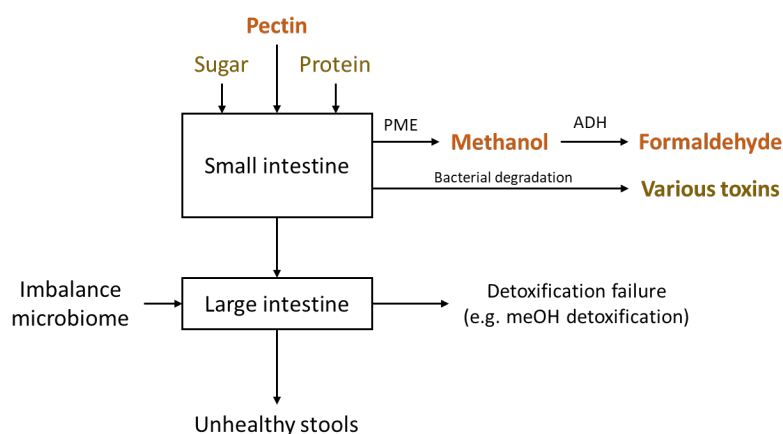 Pectin
Sugar
Protein
Small intestine
PME
Methanol
ADH
Formaldehyde
Bacterial degradation
Various toxins
Imbalance
microbiome
Large intestine
Detoxification failure
(e.g. meOH detoxification)
Unhealthy stools